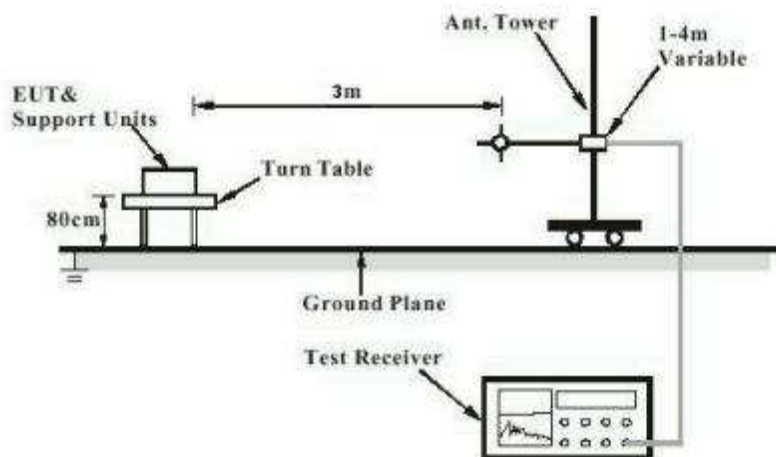 Ant. Tower
1-4m
Variable
3m
EUT&
Support Units
Turn Table
80cm
Ground Plane
Test Receiver